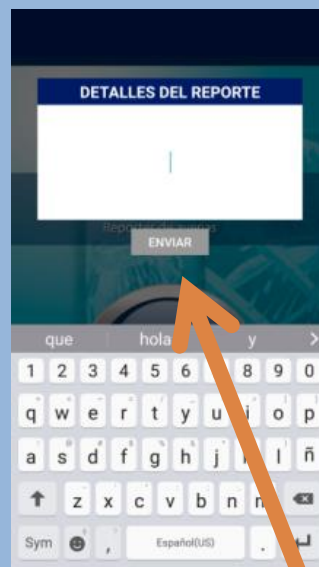 DETALLES DEL REPORTE
ENVIAR
que hola y
1 2 3 4 5 6 8 9 0
q w e r t y u i o p
a s d f g h j l ñ
z x c v b n
Sym , Español(US) .